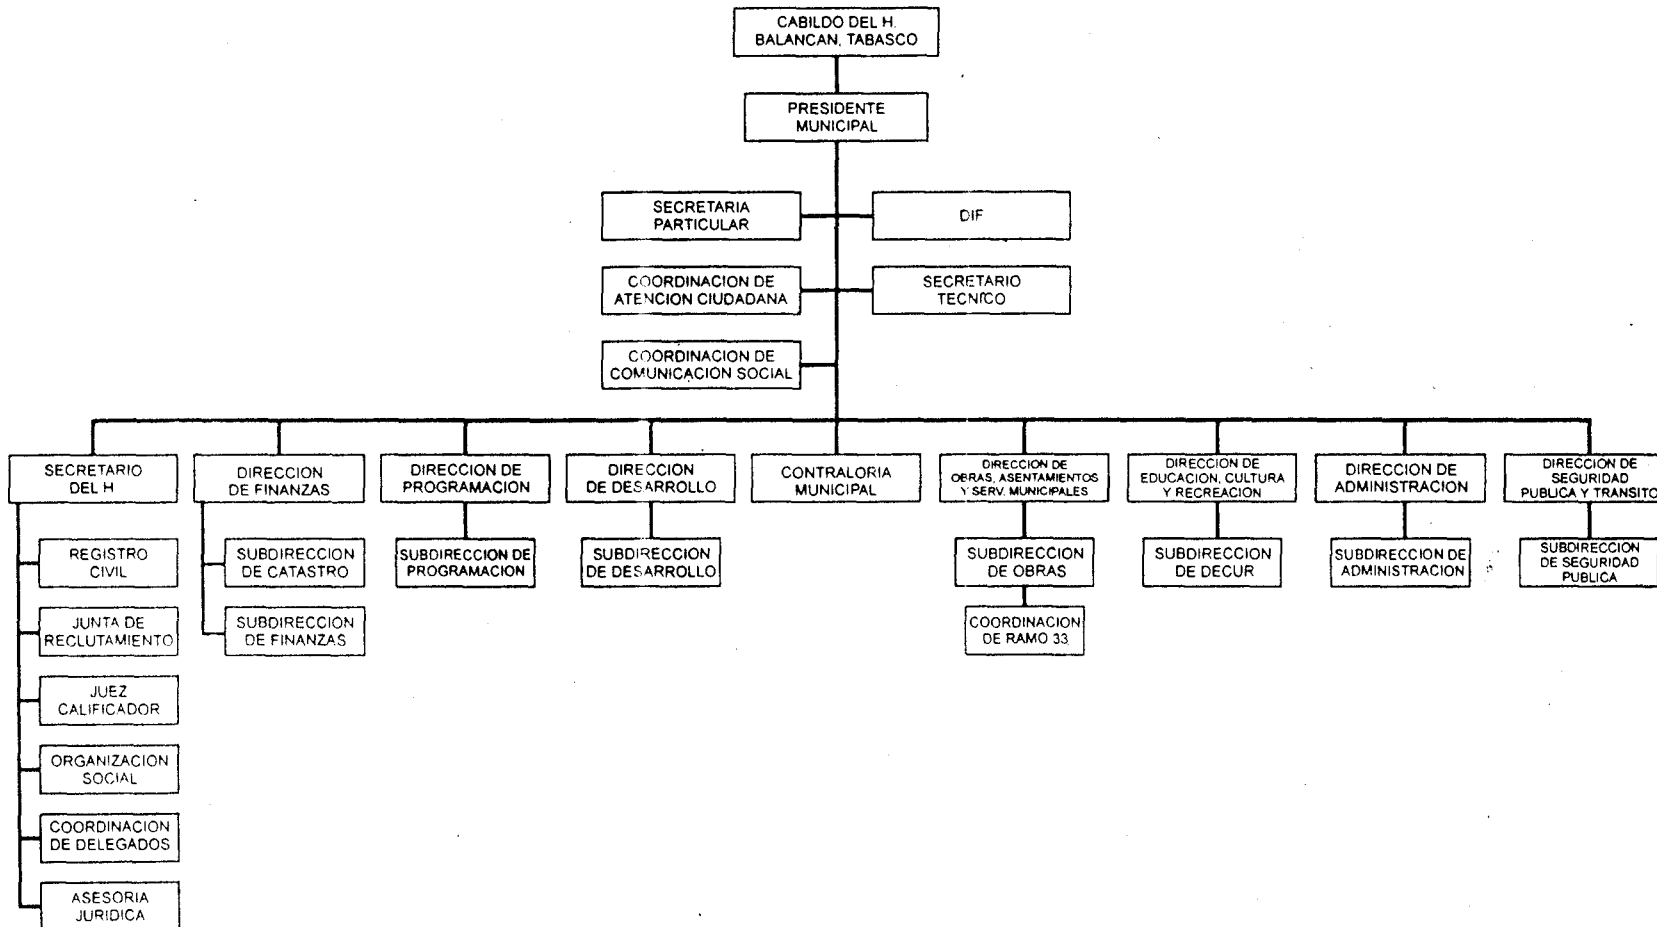 CABILDO DEL H.
BALANCAN, TABASCO
PRESIDENTE
MUNICIPAL
SECRETARIA
PARTICULAR
DIF
COORDINACION DE
ATENCION CIUDADANA
SECRETARIO
TECNICO
COORDINACION DE
COMUNICACION SOCIAL
SECRETARIO
DEL H
DIRECCION
DE FINANZAS
DIRECCION DE
PROGRAMACION
DIRECCION
DE DESARROLLO
CONTRALORIA
MUNICIPAL
DIRECCION DE
OBRAS, ASENTAMIENTOS
Y SERV. MUNICIPALES
DIRECCION DE
EDUCACION, CULTURA
Y RECREACION
DIRECCION DE
ADMINISTRACION
DIRECCION DE
SEGURIDAD
PUBLICA Y TRANSITO
REGISTRO
CIVIL
SUBDIRECCION
DE CATASTRO
SUBDIRECCION DE
PROGRAMACION
SUBDIRECCION
DE DESARROLLO
SUBDIRECCION
DE OBRAS
SUBDIRECCION
DE DECUR
SUBDIRECCION DE
ADMINISTRACION
SUBDIRECCION
DE SEGURIDAD
PUBLICA
JUNTA DE
RECLUTAMIENTO
SUBDIRECCION
DE FINANZAS
COORDINACION
DE RAMO 33
JUEZ
CALIFICADOR
ORGANIZACION
SOCIAL
COORDINACION
DE DELEGADOS
ASESORIA
JURIDICA